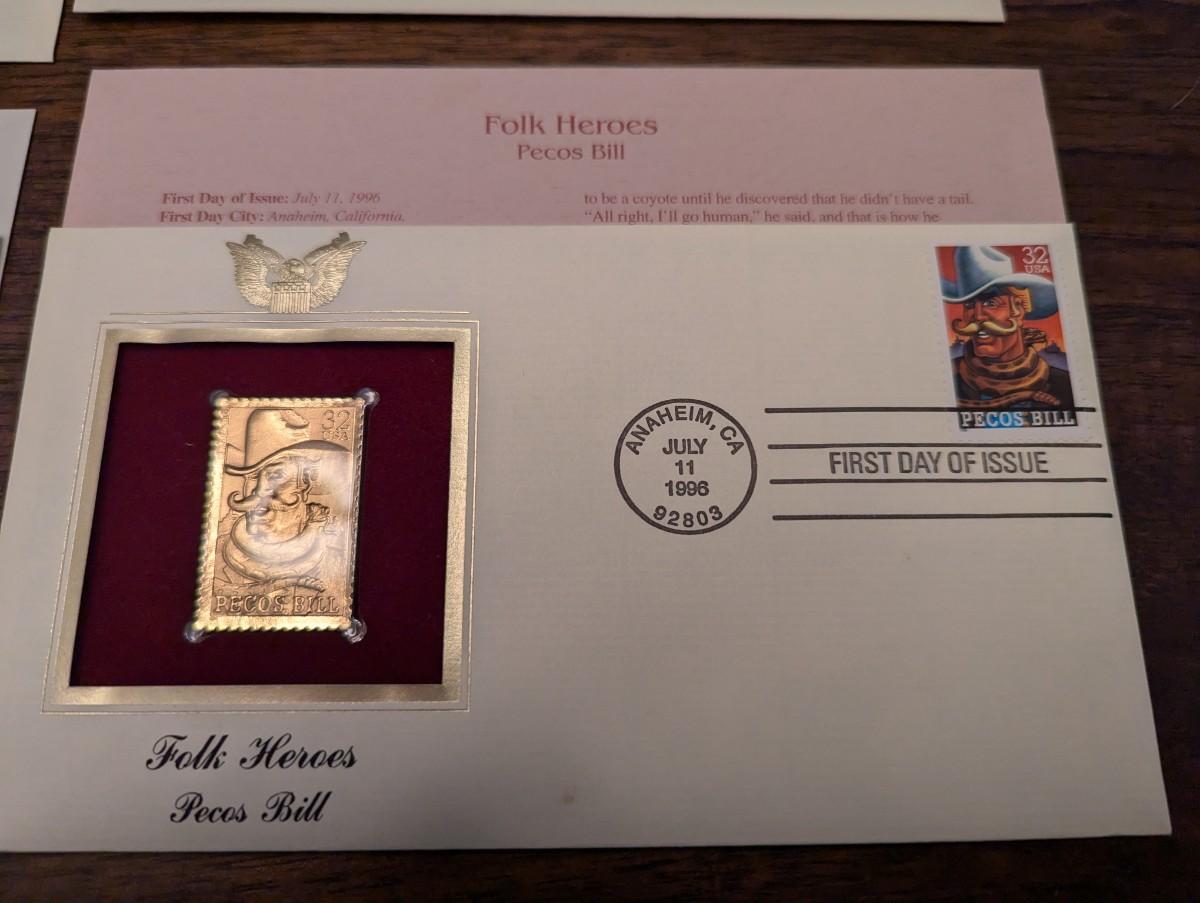 Folk Heroes
Pecos Bill
First Day of Issue: July 11, 1996
First Day City: Anaheim, California.
to be a coyote until he discovered that he didn't have a tail.
"All right, I'll go human," he said, and that is how he
32
USA
PECOS BILL
32
USA
PECOS BILL
ANAHEIM, CA
JULY
11
1996
92803
FIRST DAY OF ISSUE
Folk Heroes
Pecos Bill